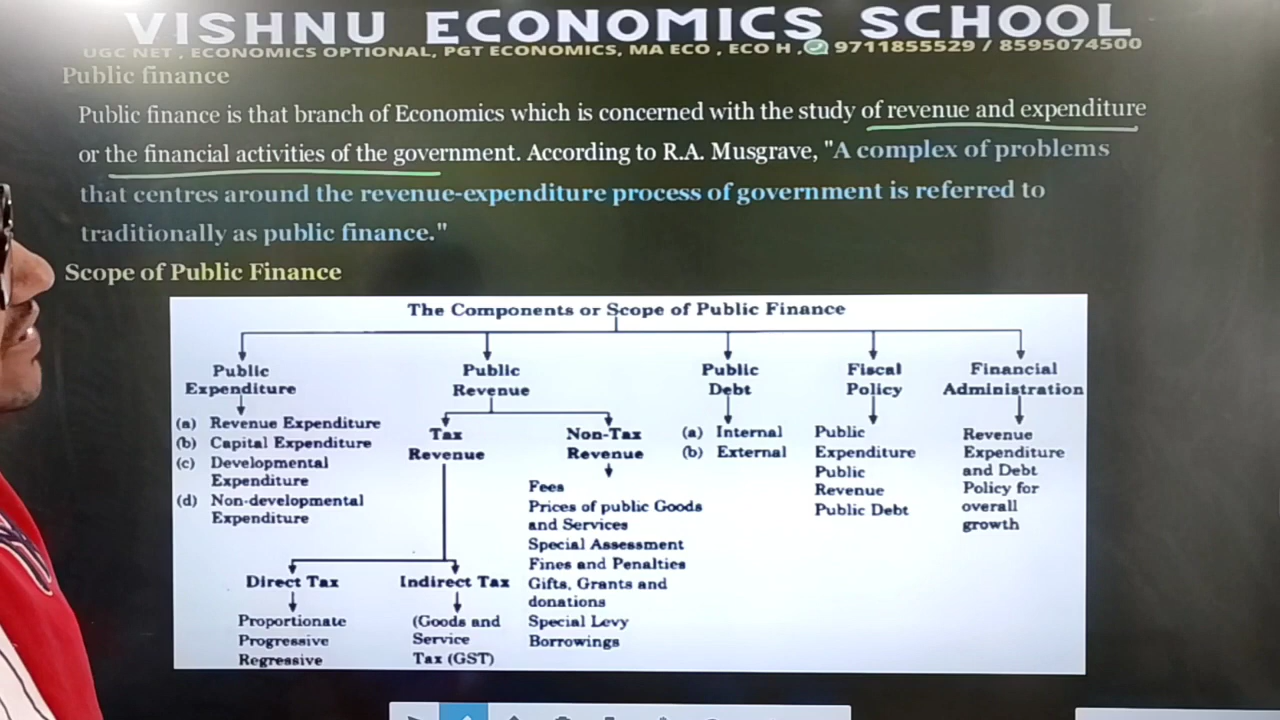 VISHNU ECONOMICS SCHOOL
UGC NET , ECONOMICS OPTIONAL, PGT ECONOMICS, MA ECO , ECO H , 9711855529 / 8595074500
Public finance
Public finance is that branch of Economics which is concerned with the study of revenue and expenditure
or the financial activities of the government. According to R.A. Musgrave, "A complex of problems
that centres around the revenue-expenditure process of government is referred to
traditionally as public finance."
Scope of Public Finance
The Components or Scope of Public Finance
Public
Expenditure
(a) Revenue Expenditure
(b) Capital Expenditure
(c) Developmental
Expenditure
(d) Non-developmental
Expenditure
Public
Revenue
Tax
Revenue
Direct Tax
Proportionate
Progressive
Regressive
Indirect Tax
(Goods and
Service
Tax (GST)
Non-Tax
Revenue
Fees
Prices of public Goods
and Services
Special Assessment
Fines and Penalties
Gifts, Grants and
donations
Special Levy
Borrowings
Public
Debt
(a) Internal
(b) External
Fiscal
Policy
Public
Expenditure
Public
Revenue
Public Debt
Financial
Administration
Revenue
Expenditure
and Debt
Policy for
overall
growth